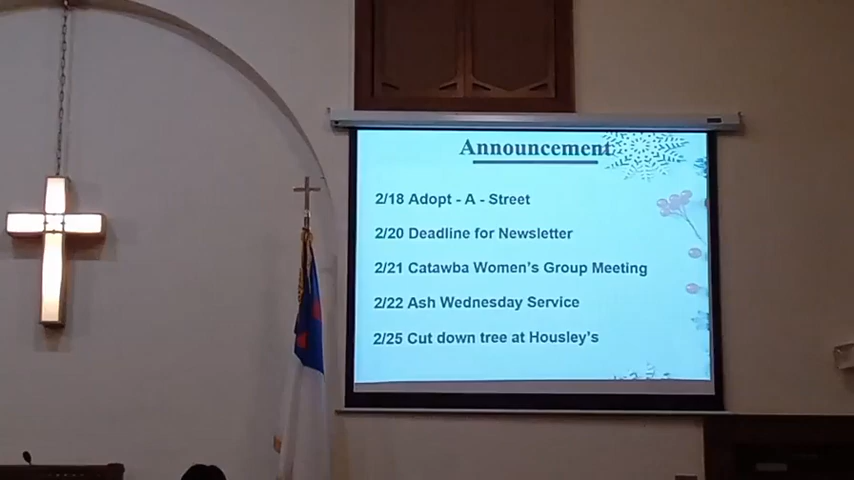 Announcement
2/18 Adopt - A - Street
2/20 Deadline for Newsletter
2/21 Catawba Women's Group Meeting
2/22 Ash Wednesday Service
2/25 Cut down tree at Housley's